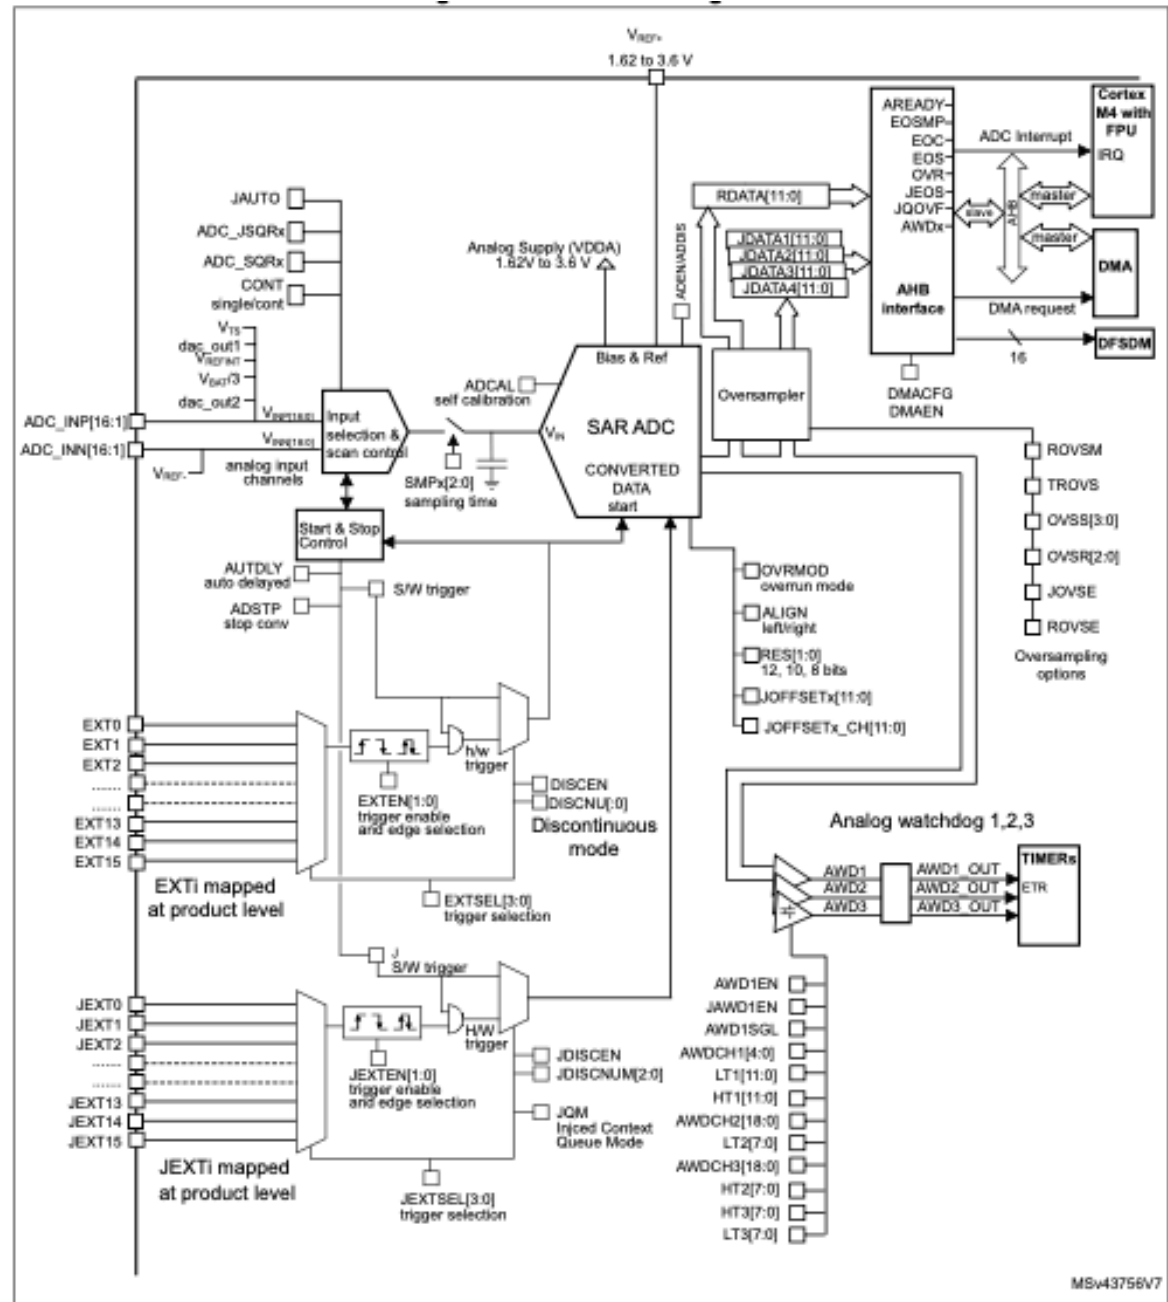 VREF+
1.62 to 3.6 V
JAUTO
ADC_JSQRx
ADC_SQRx
CONT
single/cont
VTS
dac_out1
VREFINT
VBAT/3
dac_out2
ADC_INP[16:1]
ADC_INN[16:1]
VINP[18:0]
VINN[18:0]
VREF-
analog input
channels
Input
selection &
scan control
Analog Supply (VDDA)
1.62V to 3.6 V
ADEN/ADDIS
ADCAL
self calibration
SMPx[2:0]
sampling time
Bias & Ref
SAR ADC
VIN
CONVERTED
DATA
start
RDATA[11:0]
JDATA1[11:0]
JDATA2[11:0]
JDATA3[11:0]
JDATA4[11:0]
Oversampler
AREADY
EOSMP
EOC
EOS
OVR
JEOS
JQOVF
AWDx
AHB
interface
DMACFG
DMAEN
ADC Interrupt
slave
AHB
master
master
DMA request
16
Cortex
M4 with
FPU
IRQ
DMA
DFSDM
ROVSM
TROVS
OVSS[3:0]
OVSR[2:0]
JOVSE
ROVSE
Oversampling
options
Start & Stop
Control
AUTDLY
auto delayed
ADSTP
stop conv
S/W trigger
OVRMOD
overrun mode
ALIGN
left/right
RES[1:0]
12, 10, 8 bits
JOFFSETx[11:0]
JOFFSETx_CH[11:0]
EXT0
EXT1
EXT2
.......
.......
EXT13
EXT14
EXT15
EXTi mapped
at product level
h/w
trigger
EXTEN[1:0]
trigger enable
and edge selection
DISCEN
DISCNU[:0]
Discontinuous
mode
EXTSEL[3:0]
trigger selection
Analog watchdog 1,2,3
AWD1
AWD2
AWD3
AWD1_OUT
AWD2_OUT
AWD3_OUT
TIMERs
ETR
J
S/W trigger
JEXT0
JEXT1
JEXT2
.......
.......
JEXT13
JEXT14
JEXT15
JEXTi mapped
at product level
H/W
trigger
JEXTEN[1:0]
trigger enable
and edge selection
JDISCEN
JDISCNUM[2:0]
JQM
Injced Context
Queue Mode
JEXTSEL[3:0]
trigger selection
AWD1EN
JAWD1EN
AWD1SGL
AWDCH1[4:0]
LT1[11:0]
HT1[11:0]
AWDCH2[18:0]
LT2[7:0]
AWDCH3[18:0]
HT2[7:0]
HT3[7:0]
LT3[7:0]
MSv43756V7